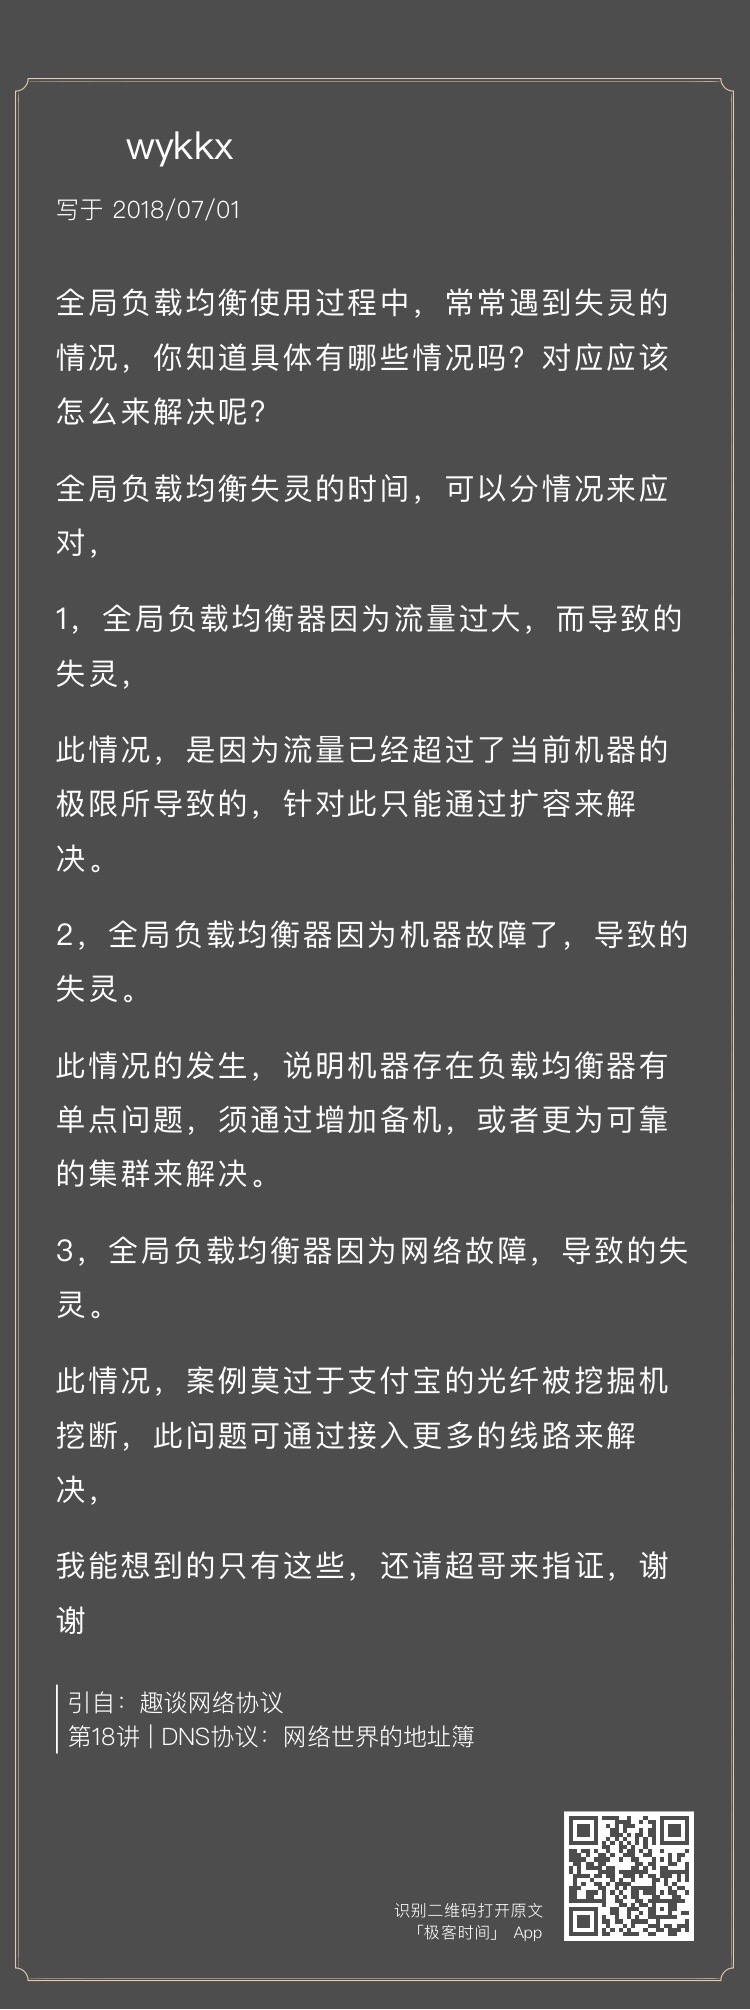 wykkx
写于 2018/07/01
全局负载均衡使用过程中，常常遇到失灵的
情况，你知道具体有哪些情况吗？对应应该
怎么来解决呢？
全局负载均衡失灵的时间，可以分情况来应
对，
1，全局负载均衡器因为流量过大，而导致的
失灵，
此情况，是因为流量已经超过了当前机器的
极限所导致的，针对此只能通过扩容来解
决。
2，全局负载均衡器因为机器故障了，导致的
失灵。
此情况的发生，说明机器存在负载均衡器有
单点问题，须通过增加备机，或者更为可靠
的集群来解决。
3，全局负载均衡器因为网络故障，导致的失
灵。
此情况，案例莫过于支付宝的光纤被挖掘机
挖断，此问题可通过接入更多的线路来解
决，
我能想到的只有这些，还请超哥来指证，谢
谢
引自：趣谈网络协议
第18讲 | DNS协议：网络世界的地址簿
识别二维码打开原文
「极客时间」 App